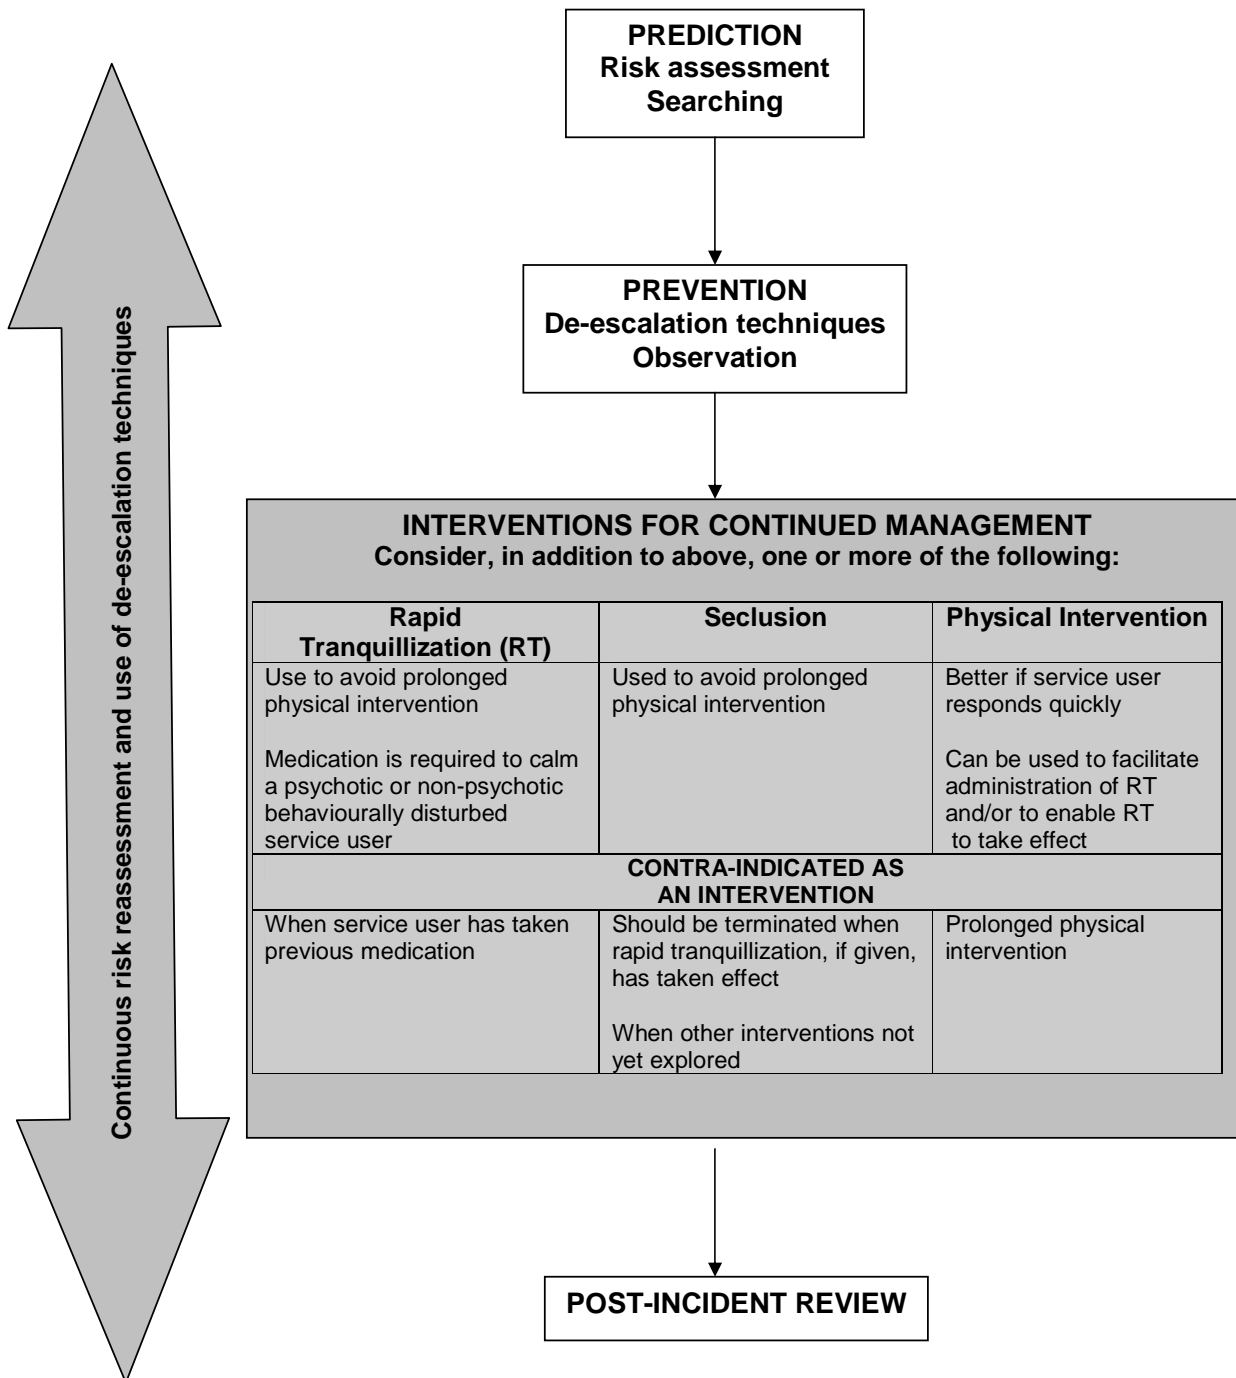 PREDICTION
Risk assessment
Searching
PREVENTION
De-escalation techniques
Observation
Continuous risk reassessment and use of de-escalation techniques
INTERVENTIONS FOR CONTINUED MANAGEMENT
Consider, in addition to above, one or more of the following:
Rapid
Tranquillization (RT)
Seclusion
Physical Intervention
Use to avoid prolonged
physical intervention
Medication is required to calm
a psychotic or non-psychotic
behaviourally disturbed
service user
Used to avoid prolonged
physical intervention
Better if service user
responds quickly
Can be used to facilitate
administration of RT
and/or to enable RT
to take effect
CONTRA-INDICATED AS
AN INTERVENTION
When service user has taken
previous medication
Should be terminated when
rapid tranquillization, if given,
has taken effect
When other interventions not
yet explored
Prolonged physical
intervention
POST-INCIDENT REVIEW